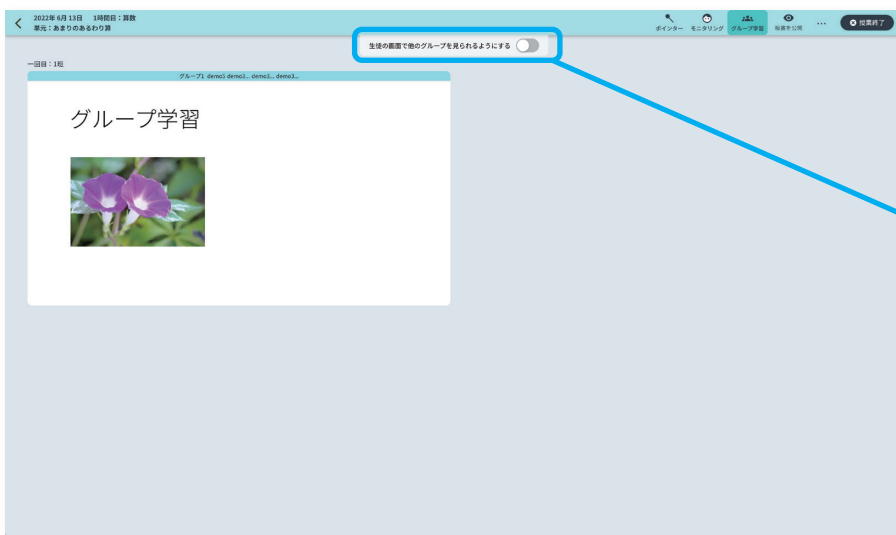 2022年 6月 13日　1時間目：算数
単元：あまりのあるわり算
ポインター
モニタリング
グループ学習
板書を公開
授業終了
生徒の画面で他のグループを見られるようにする
一回目：1班
グループ1 demo5 demo2... demo3... demo3...
グループ学習